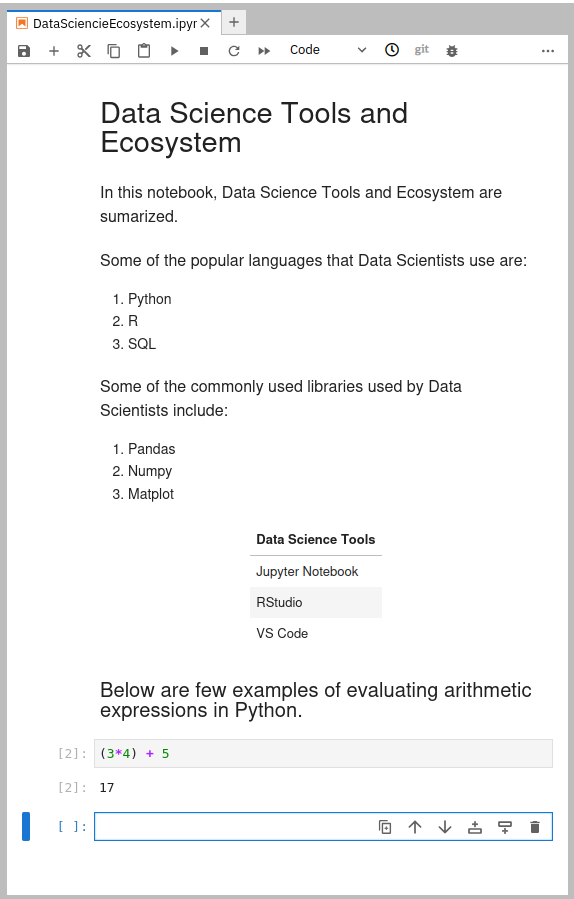 DataSciencieEcosystem.ipyr
Code
git
Data Science Tools and
Ecosystem
In this notebook, Data Science Tools and Ecosystem are
sumarized.
Some of the popular languages that Data Scientists use are:
1. Python
2. R
3. SQL
Some of the commonly used libraries used by Data
Scientists include:
1. Pandas
2. Numpy
3. Matplot
Data Science Tools
Jupyter Notebook
RStudio
VS Code
Below are few examples of evaluating arithmetic
expressions in Python.
[2]: (3*4) + 5
[2]: 17
[ ]: